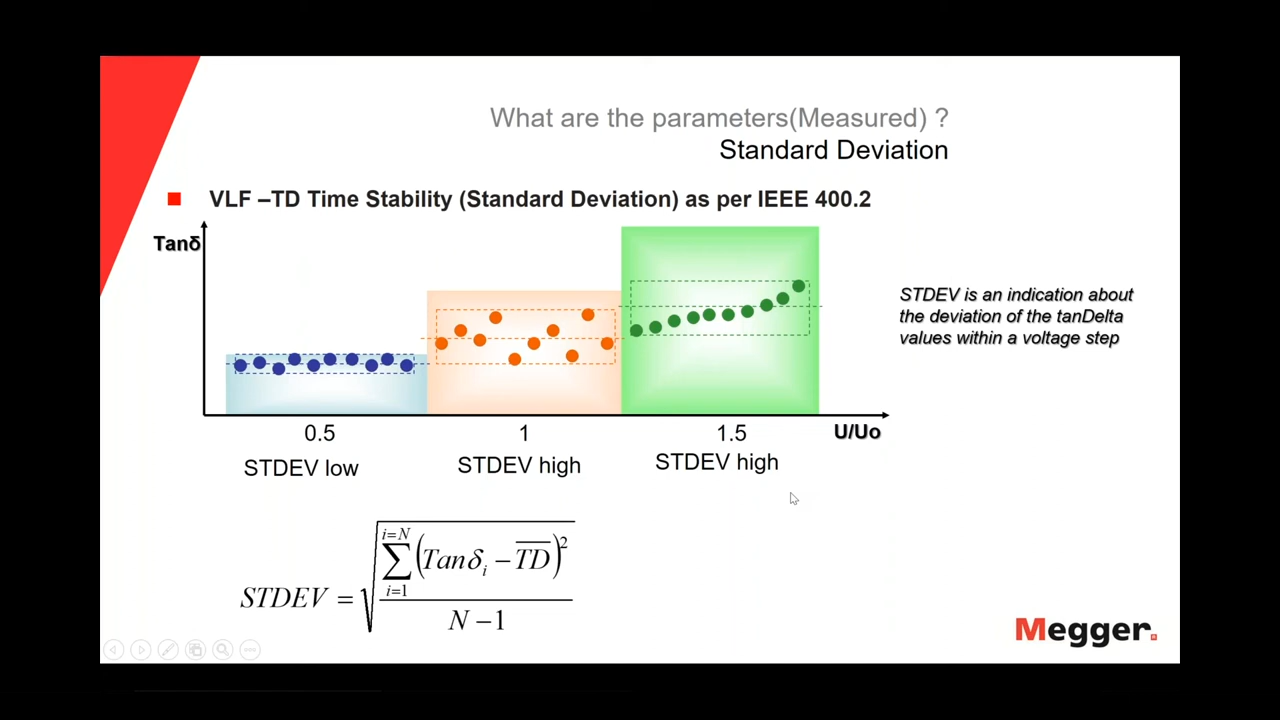 What are the parameters(Measured) ?
Standard Deviation
VLF –TD Time Stability (Standard Deviation) as per IEEE 400.2
Tanδ
STDEV is an indication about
the deviation of the tanDelta
values within a voltage step
0.5
1
1.5
U/Uo
STDEV low
STDEV high
STDEV high
STDEV = √(∑_{i=1}^{i=N} (Tanδ_i – \overline{TD})² / (N –1))
Megger.